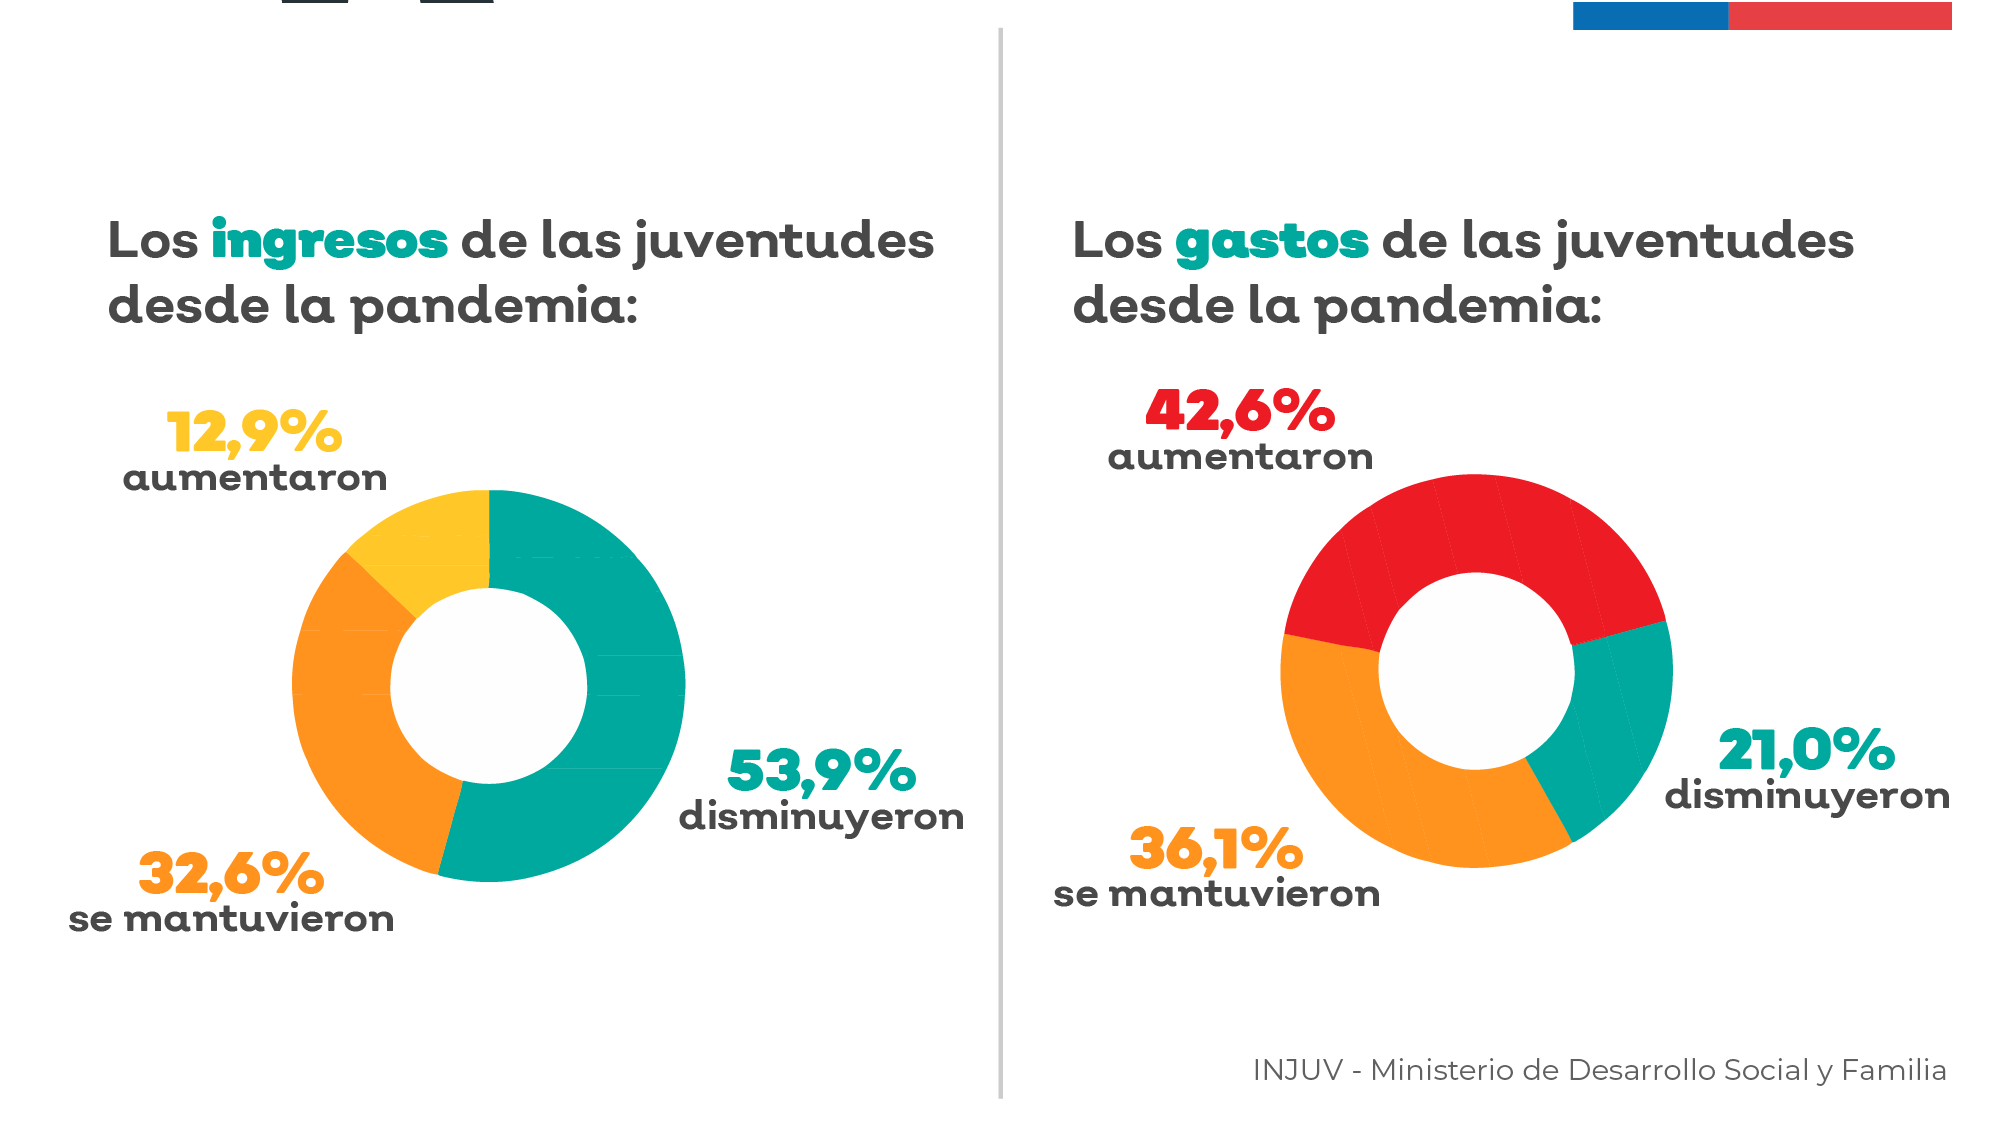 Los ingresos de las juventudes
desde la pandemia:
12,9%
aumentaron
53,9%
disminuyeron
32,6%
se mantuvieron
Los gastos de las juventudes
desde la pandemia:
42,6%
aumentaron
21,0%
disminuyeron
36,1%
se mantuvieron
INJUV - Ministerio de Desarrollo Social y Familia